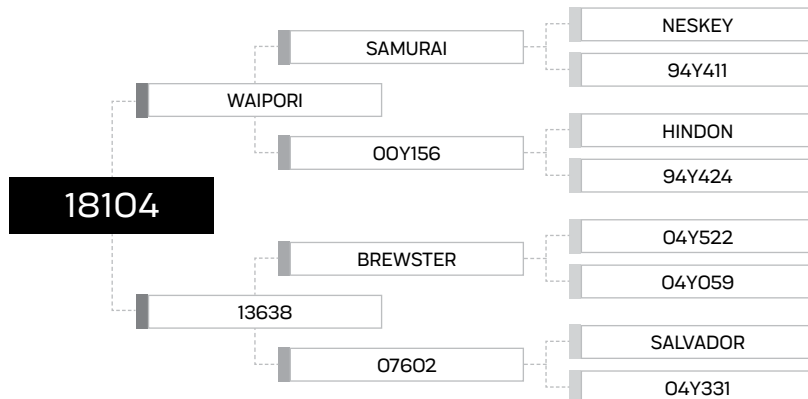 NESKEY
SAMURAI
94Y411
WAIPORI
HINDON
00Y156
94Y424
18104
04Y522
BREWSTER
04Y059
13638
SALVADOR
07602
04Y331